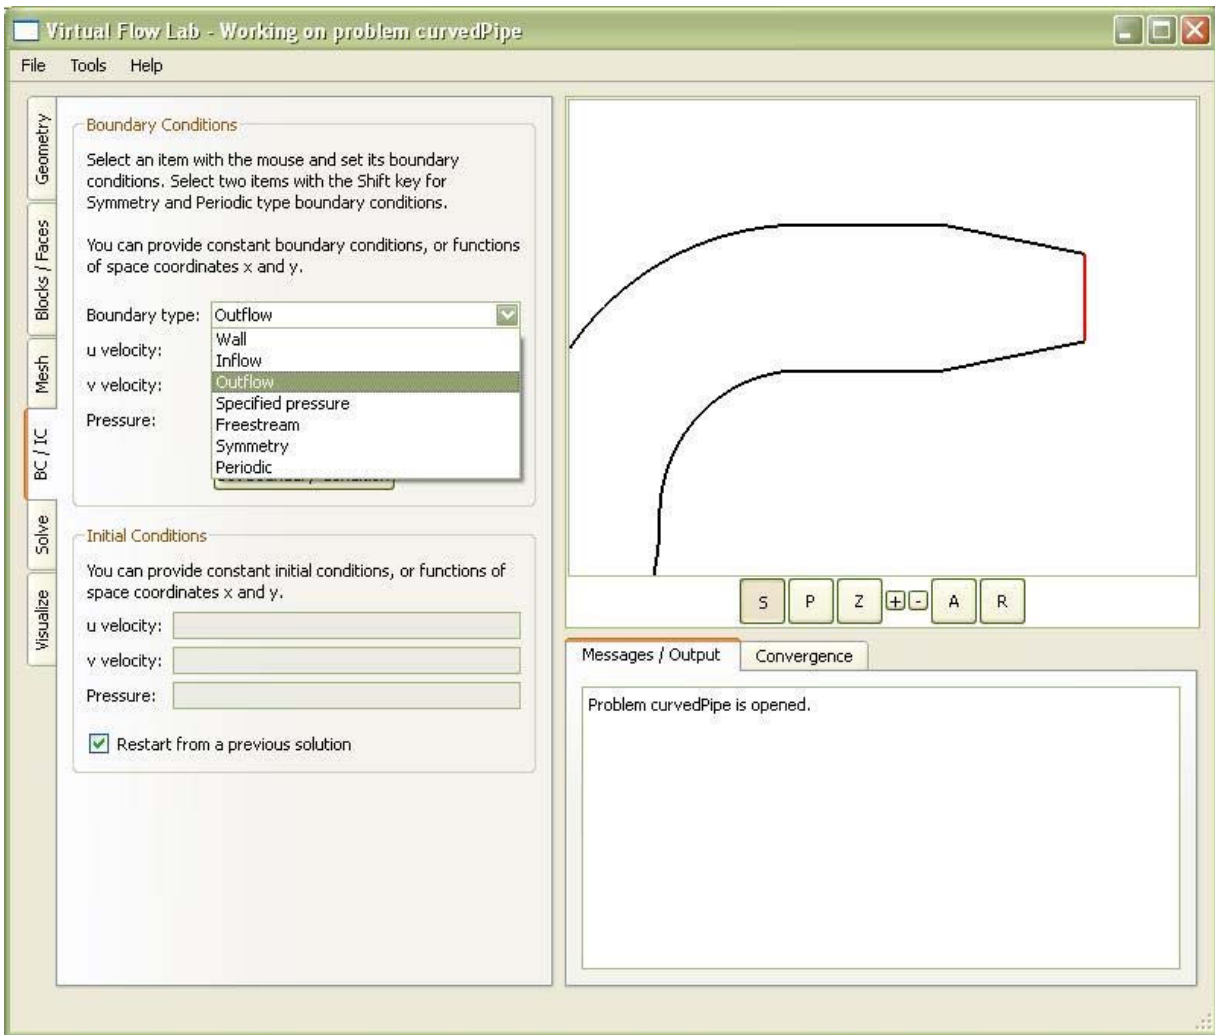 Virtual Flow Lab - Working on problem curvedPipe
File Tools Help
Geometry
Blocks / Faces
Mesh
BC / IC
Solve
Visualize
Boundary Conditions
Select an item with the mouse and set its boundary
conditions. Select two items with the Shift key for
Symmetry and Periodic type boundary conditions.
You can provide constant boundary conditions, or functions
of space coordinates x and y.
Boundary type: Outflow
Wall
Inflow
Outflow
Specified pressure
Freestream
Symmetry
Periodic
u velocity:
v velocity:
Pressure:
Initial Conditions
You can provide constant initial conditions, or functions of
space coordinates x and y.
u velocity:
v velocity:
Pressure:
Restart from a previous solution
S P Z + - A R
Messages / Output Convergence
Problem curvedPipe is opened.